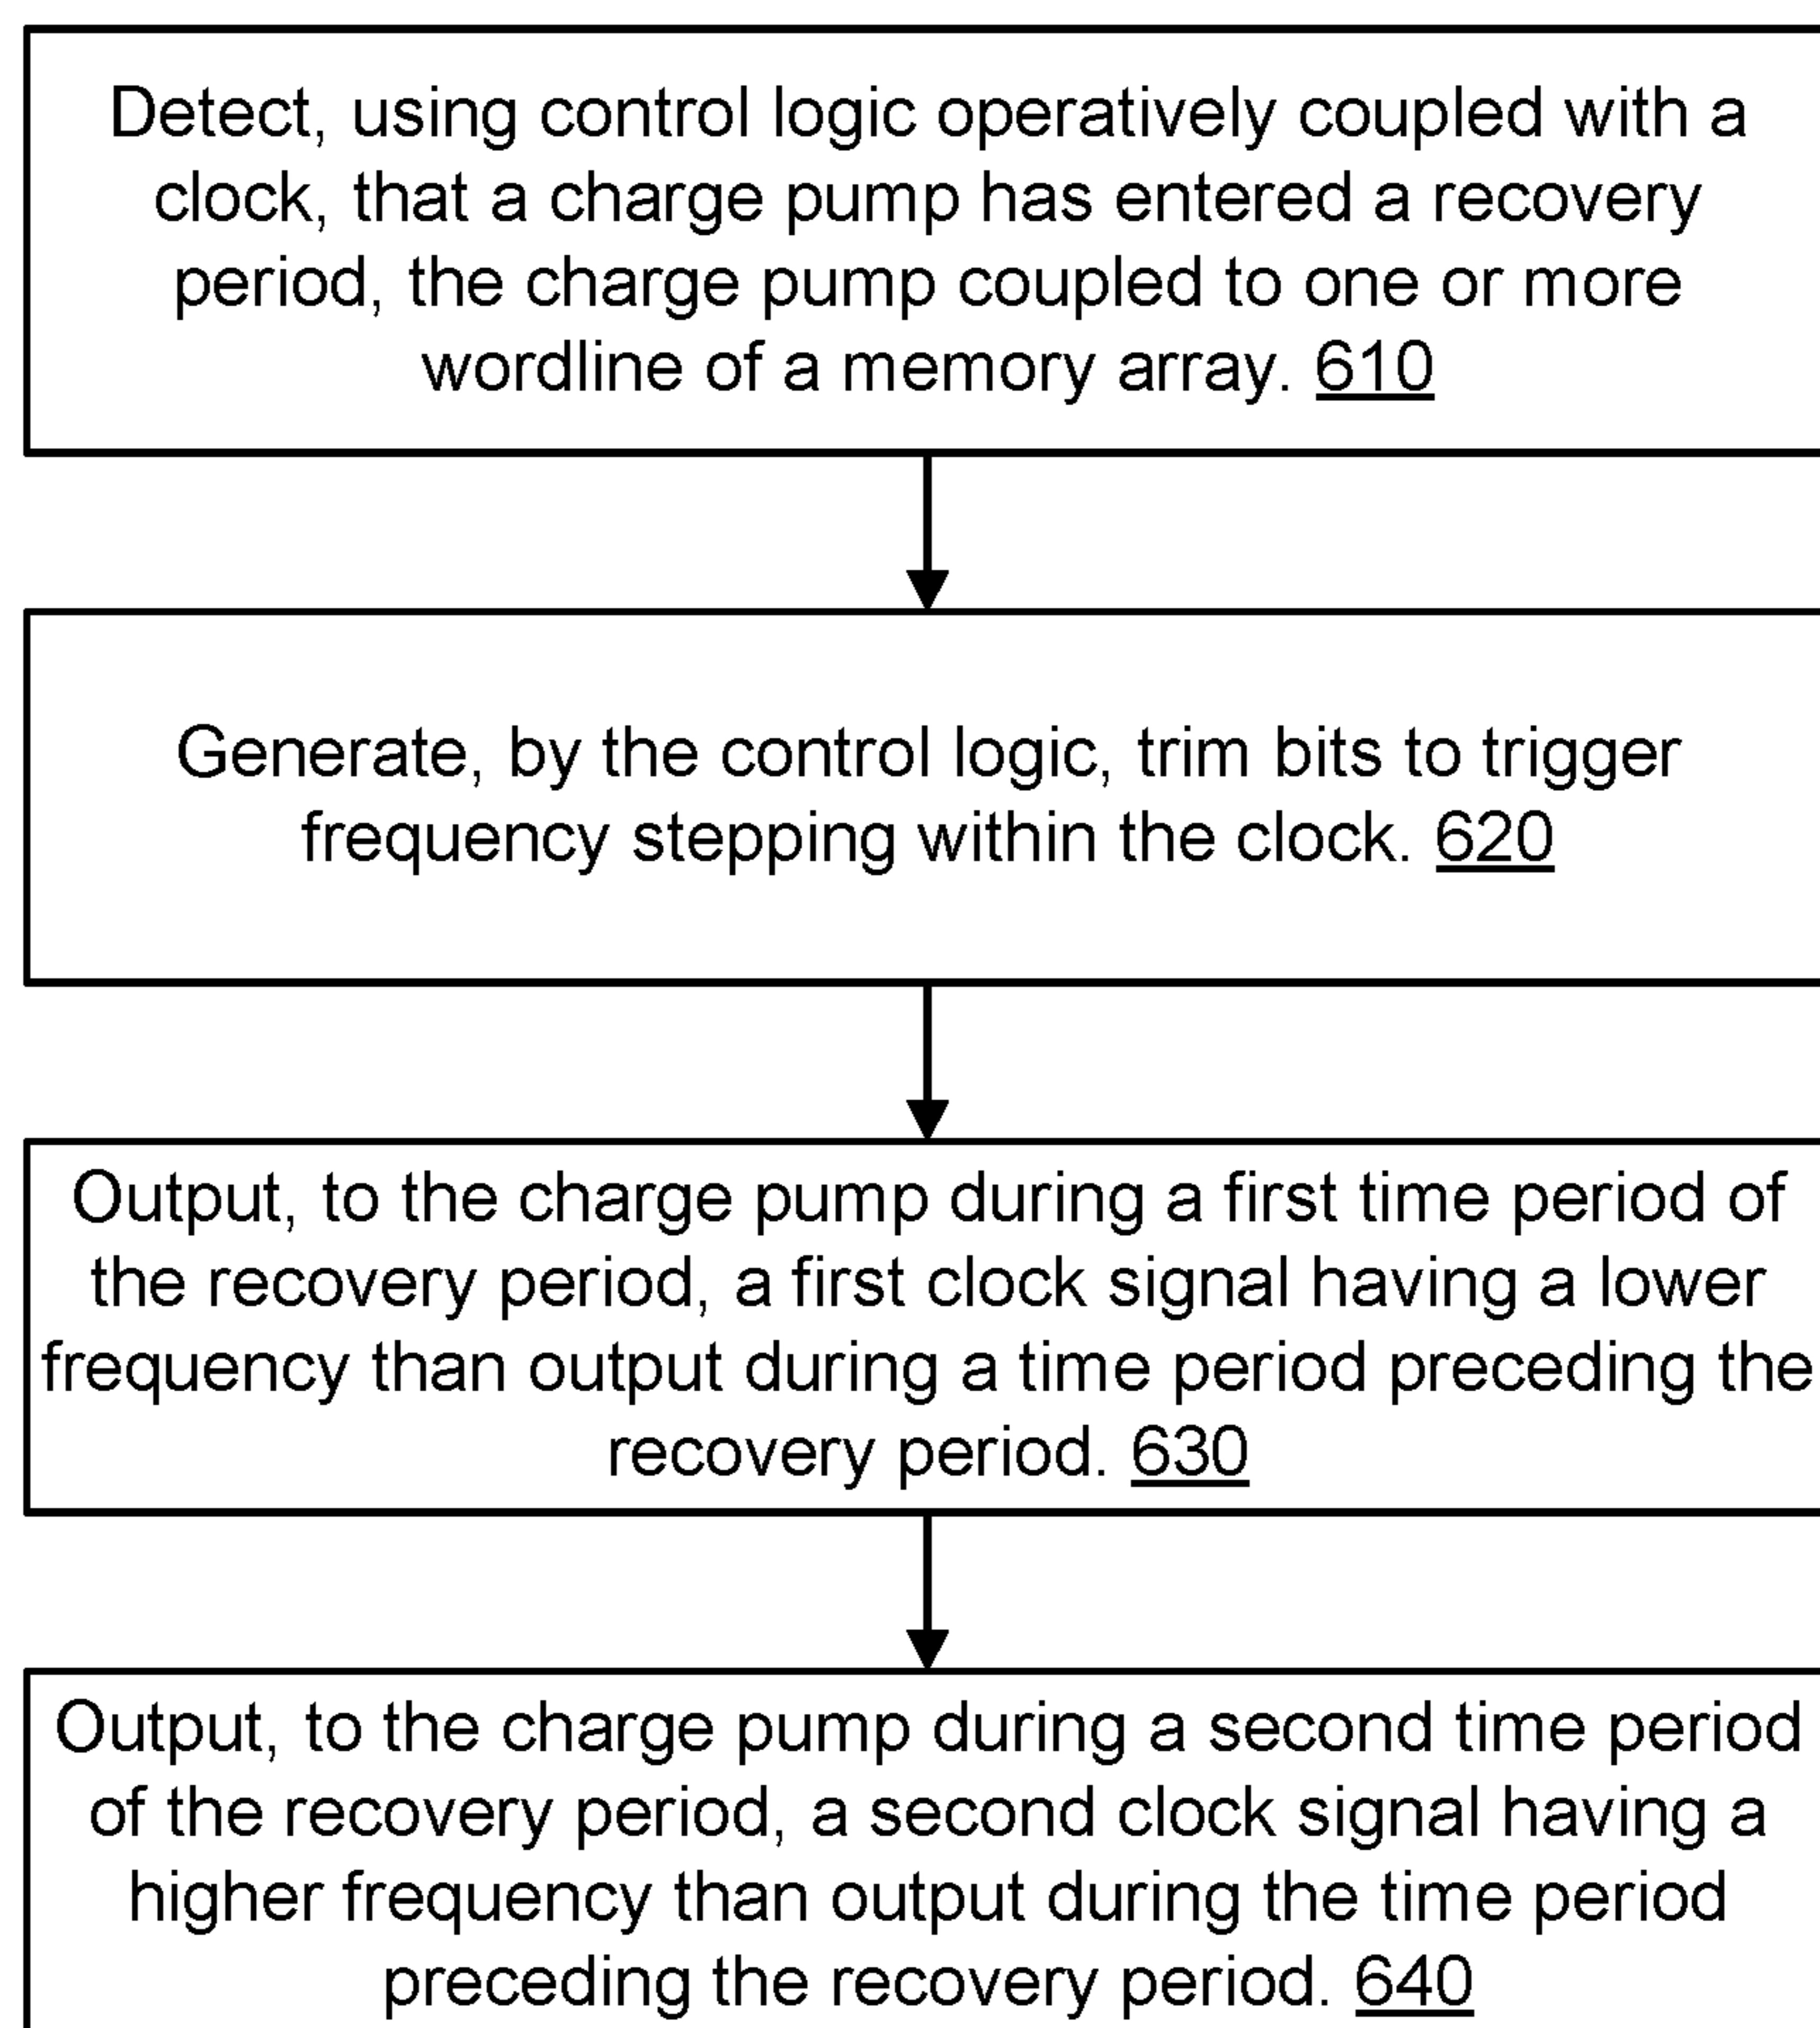 Detect, using control logic operatively coupled with a
clock, that a charge pump has entered a recovery
period, the charge pump coupled to one or more
wordline of a memory array. 610
Generate, by the control logic, trim bits to trigger
frequency stepping within the clock. 620
Output, to the charge pump during a first time period of
the recovery period, a first clock signal having a lower
frequency than output during a time period preceding the
recovery period. 630
Output, to the charge pump during a second time period
of the recovery period, a second clock signal having a
higher frequency than output during the time period
preceding the recovery period. 640